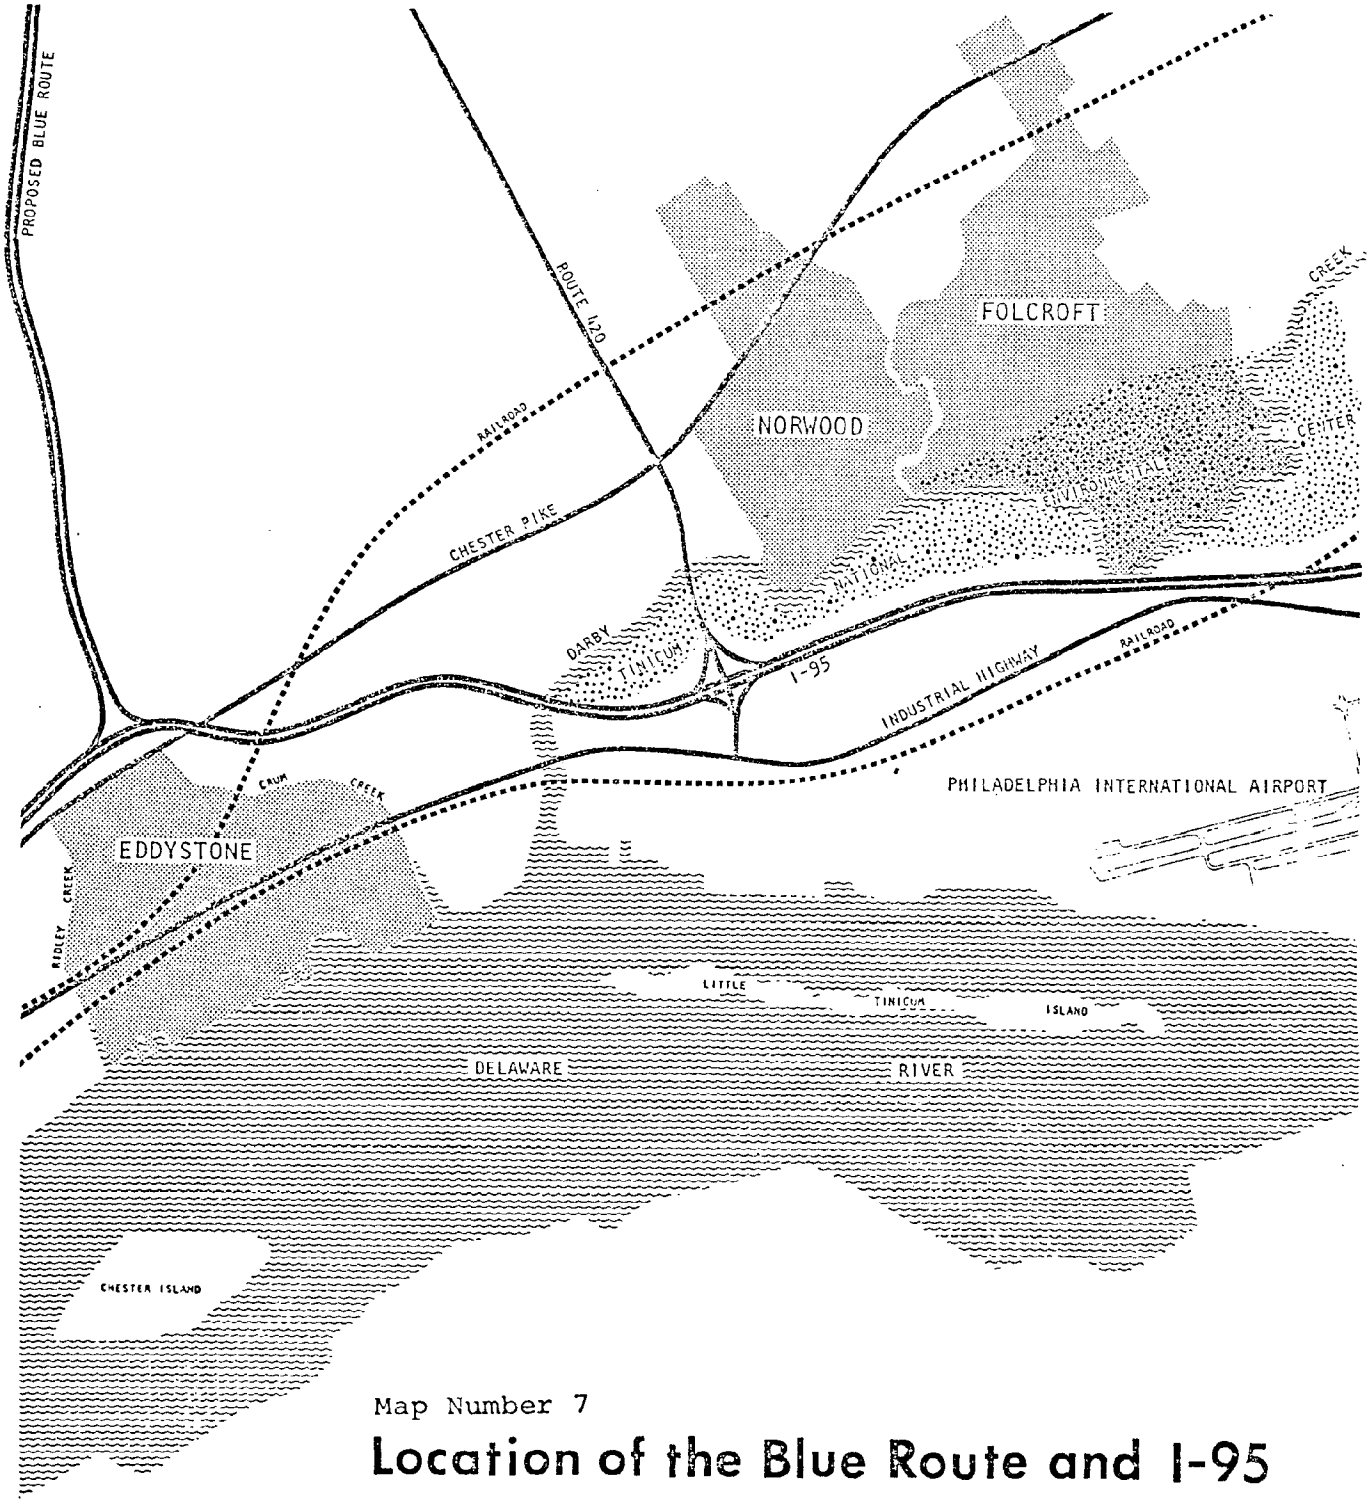 PROPOSED BLUE ROUTE
ROUTE 420
CREEK
FOLCROFT
RAILROAD
NORWOOD
CENTER
ENVIRONMENTAL
CHESTER PIKE
NATIONAL
DARBY
TINICUM
I-95
INDUSTRIAL HIGHWAY
RAILROAD
CRUM
CREEK
PHILADELPHIA INTERNATIONAL AIRPORT
EDDYSTONE
RIDLEY
CREEK
LITTLE
TINICUM
ISLAND
DELAWARE
RIVER
CHESTER ISLAND
Map Number 7
Location of the Blue Route and I-95